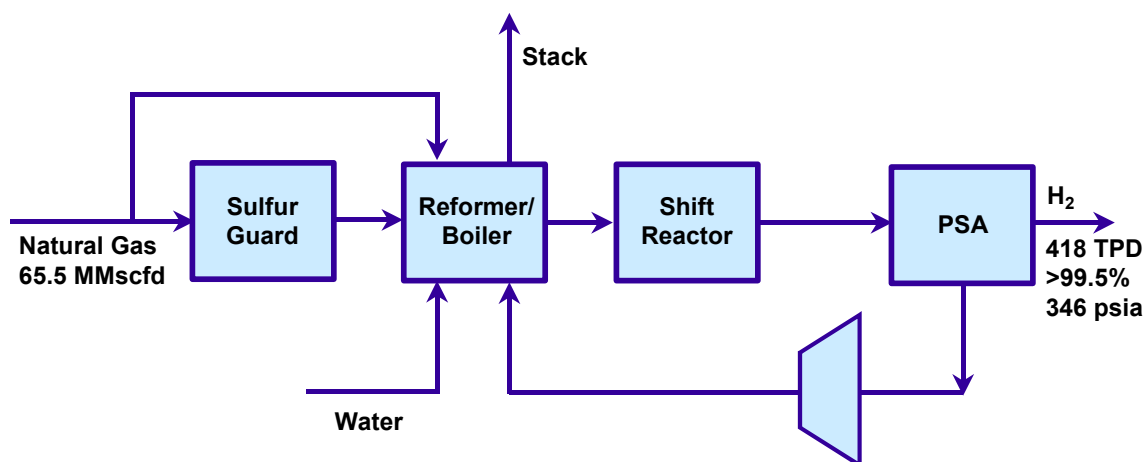 Stack
Sulfur
Guard
Reformer/
Boiler
Shift
Reactor
PSA
H₂
Natural Gas
65.5 MMscfd
418 TPD
>99.5%
346 psia
Water